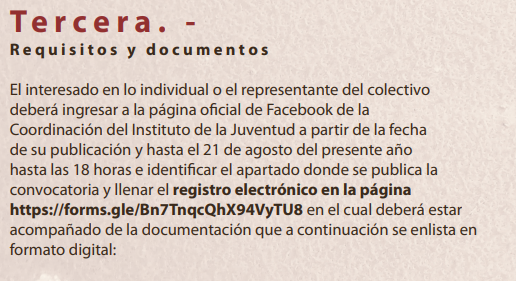 Tercera. -
Requisitos y documentos
El interesado en lo individual o el representante del colectivo
deberá ingresar a la página oficial de Facebook de la
Coordinación del Instituto de la Juventud a partir de la fecha
de su publicación y hasta el 21 de agosto del presente año
hasta las 18 horas e identificar el apartado donde se publica la
convocatoria y llenar el registro electrónico en la página
https://forms.gle/Bn7TnqcQhX94VyTU8 en el cual deberá estar
acompañado de la documentación que a continuación se enlista en
formato digital: